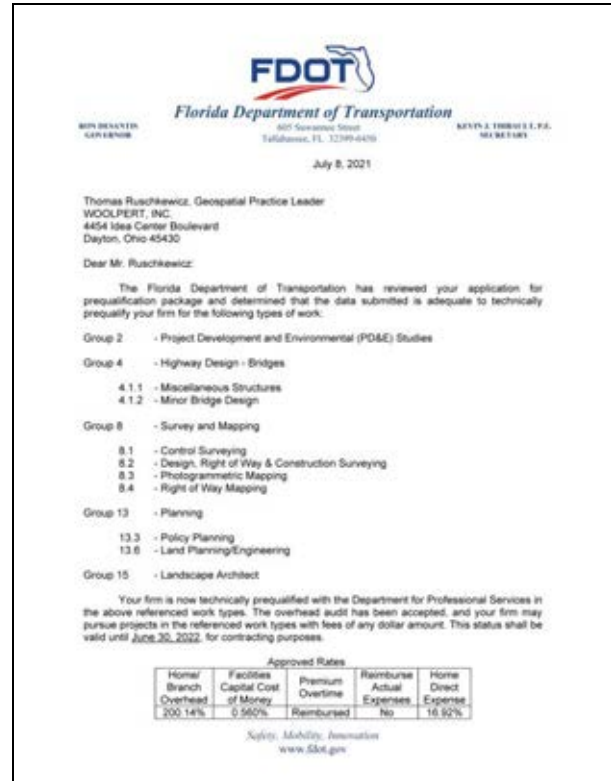 FDOT
Florida Department of Transportation
RON DESANTIS
GOVERNOR
605 Suwannee Street
Tallahassee, FL 32399-0450
KEVIN J. THIBAULT, P.E.
SECRETARY
July 8, 2021
Thomas Ruschkewicz, Geospatial Practice Leader
WOOLPERT, INC.
4454 Idea Center Boulevard
Dayton, Ohio 45430
Dear Mr. Ruschkewicz:
The Florida Department of Transportation has reviewed your application for
prequalification package and determined that the data submitted is adequate to technically
prequalify your firm for the following types of work:
Group 2 - Project Development and Environmental (PD&E) Studies
Group 4 - Highway Design - Bridges
4.1.1 - Miscellaneous Structures
4.1.2 - Minor Bridge Design
Group 8 - Survey and Mapping
8.1 - Control Surveying
8.2 - Design, Right of Way & Construction Surveying
8.3 - Photogrammetric Mapping
8.4 - Right of Way Mapping
Group 13 - Planning
13.3 - Policy Planning
13.6 - Land Planning/Engineering
Group 15 - Landscape Architect
Your firm is now technically prequalified with the Department for Professional Services in
the above referenced work types. The overhead audit has been accepted, and your firm may
pursue projects in the referenced work types with fees of any dollar amount. This status shall be
valid until June 30, 2022, for contracting purposes.
Approved Rates
Home/ Branch Overhead Facilities Capital Cost of Money Premium Overtime Reimburse Actual Expenses Home Direct Expense
200.14% 0.560% Reimbursed No 16.92%
Safety, Mobility, Innovation
www.fdot.gov